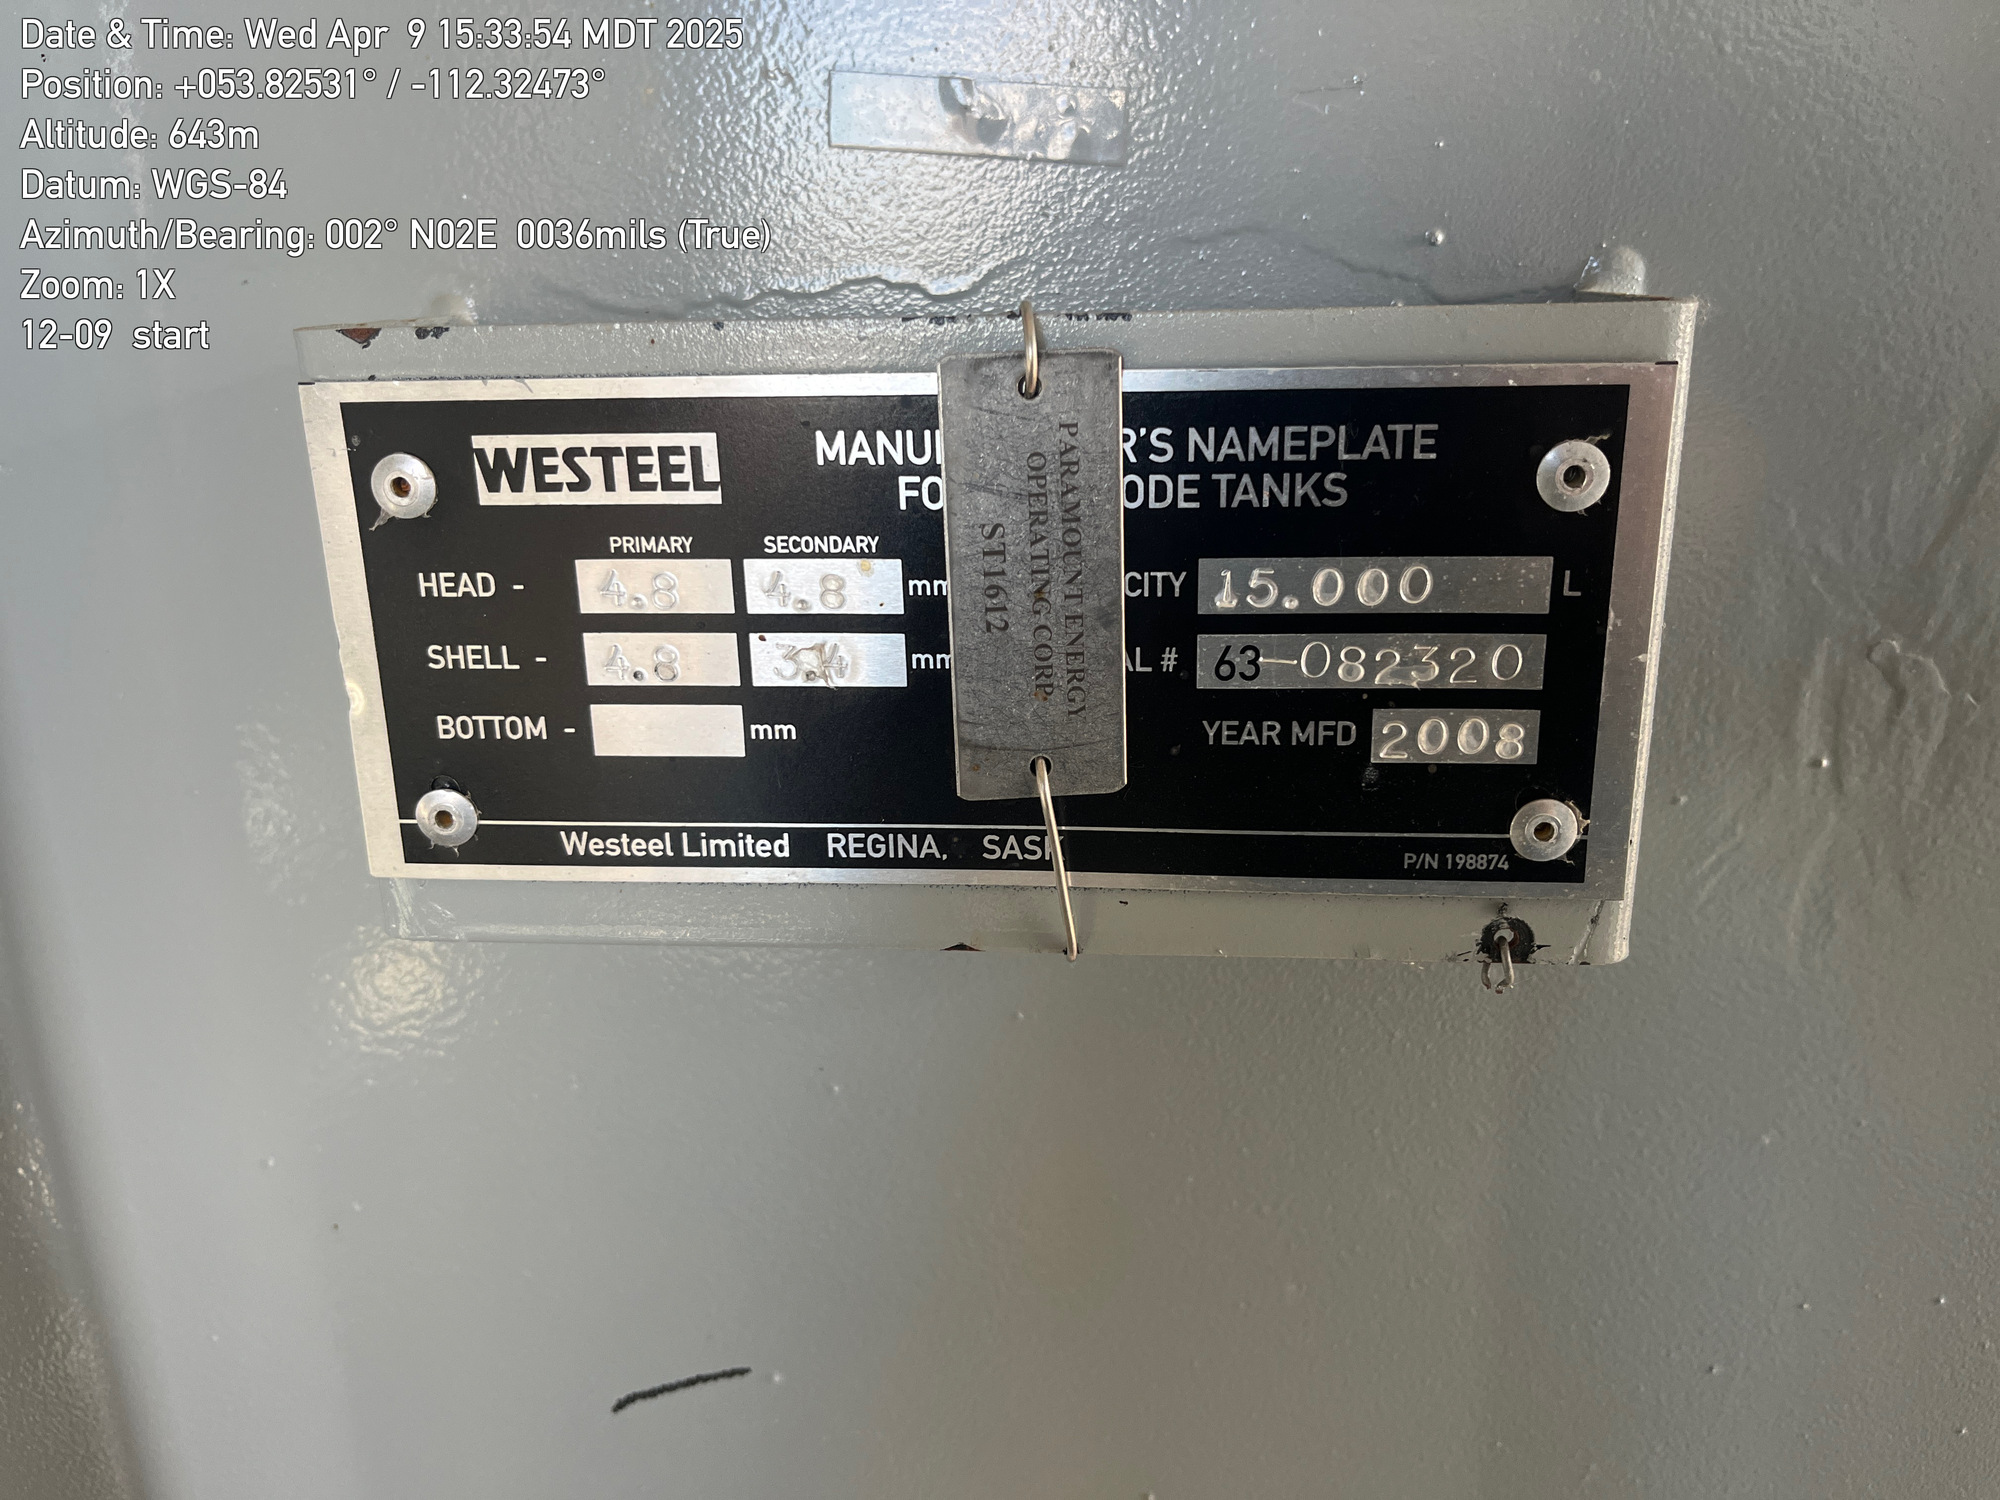 Date & Time: Wed Apr  9 15:33:54 MDT 2025
Position: +053.82531° / -112.32473°
Altitude: 643m
Datum: WGS-84
Azimuth/Bearing: 002° N02E  0036mils (True)
Zoom: 1X
12-09  start
WESTEEL
MANU R'S NAMEPLATE
FO ODE TANKS
PRIMARY SECONDARY
HEAD - 4.8 4.8 mm CITY 15.000 L
SHELL - 4.8 3.4 mm AL # 63-082320
BOTTOM - mm YEAR MFD 2008
Westeel Limited REGINA, SASK
P/N 198874
PARAMOUNT ENERGY
OPERATING CORP.
ST1612